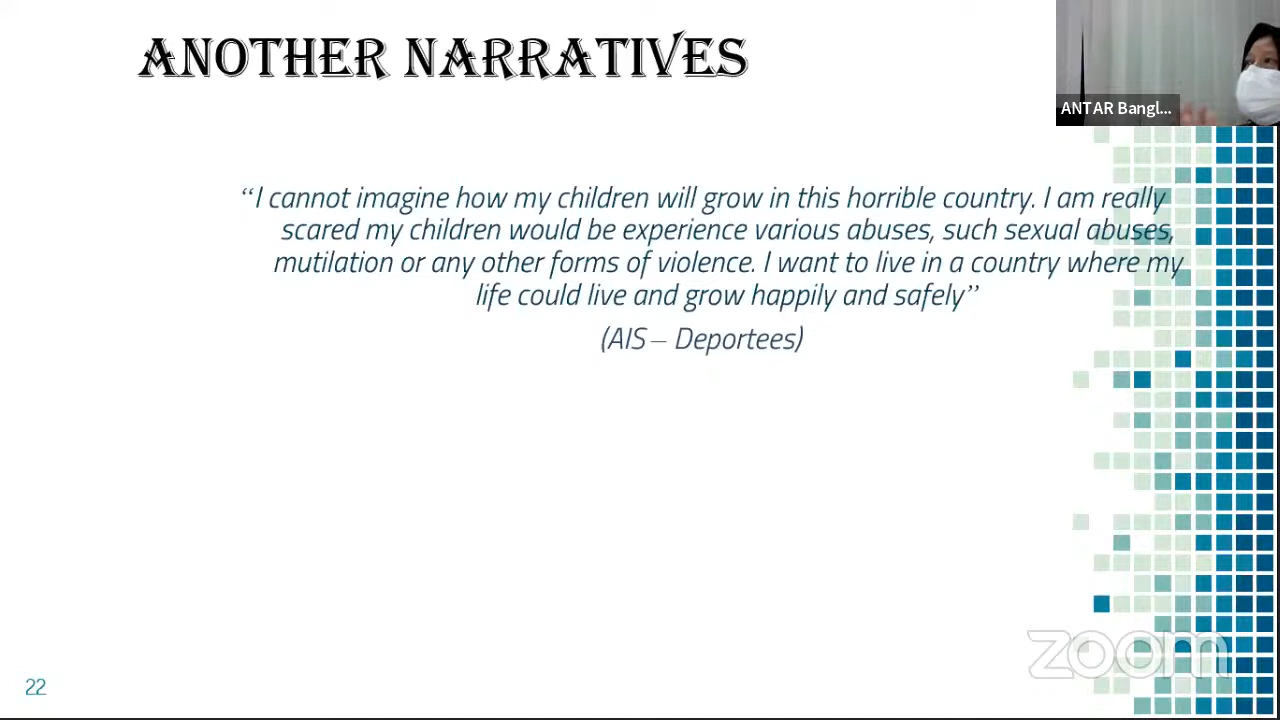 ANOTHER NARRATIVES
ANTAR Bangl...
“I cannot imagine how my children will grow in this horrible country. I am really
scared my children would be experience various abuses, such sexual abuses,
mutilation or any other forms of violence. I want to live in a country where my
life could live and grow happily and safely”
(AIS – Deportees)
zoom
22